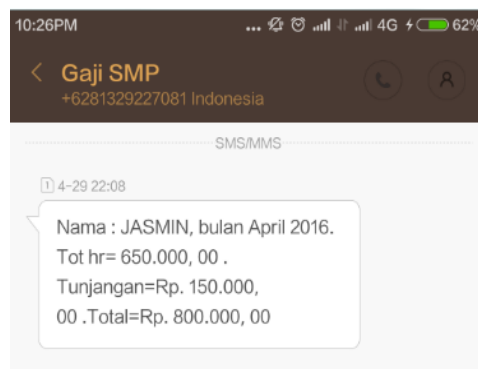 10:26PM ... 4G 62%
Gaji SMP
+6281329227081 Indonesia
SMS/MMS
1 4-29 22:08
Nama : JASMIN, bulan April 2016.
Tot hr= 650.000, 00 .
Tunjangan=Rp. 150.000,
00 .Total=Rp. 800.000, 00